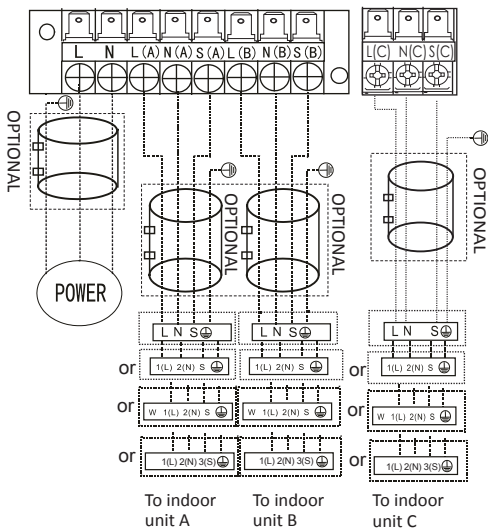 L N L (A) N (A) S (A) L (B) N (B) S (B)
L(C N(C S(C
OPTIONAL
OPTIONAL
OPTIONAL
OPTIONAL
POWER
L N S
L N S
L N S
or 1(L) 2(N) S
1(L) 2(N) S
or 1(L) 2(N) S
or W 1(L) 2(N) S
W 1(L) 2(N) S
or W 1(L) 2(N) S
or 1(L) 2(N) 3(S)
1(L) 2(N) 3(S)
or 1(L) 2(N) 3(S)
To indoor
unit A
To indoor
unit B
To indoor
unit C